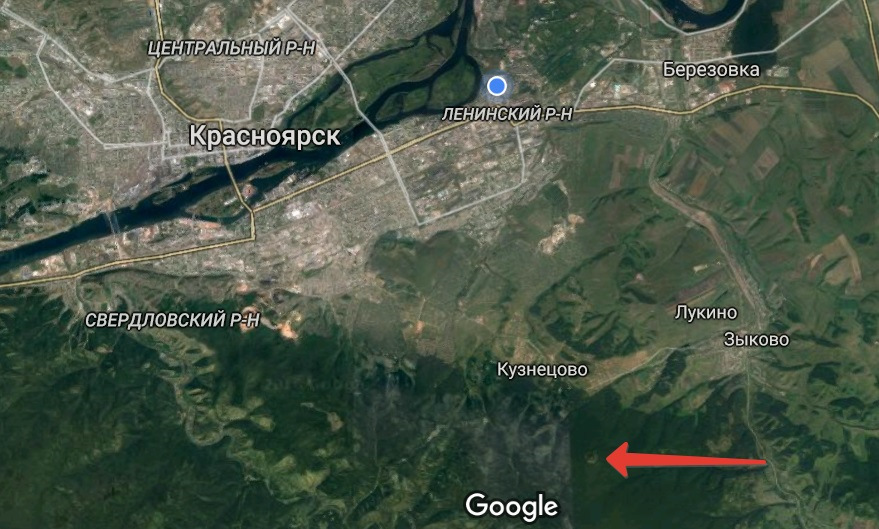 ЦЕНТРАЛЬНЫЙ Р-Н
Березовка
ЛЕНИНСКИЙ Р-Н
Красноярск
Лукино
СВЕРДЛОВСКИЙ Р-Н
Зыково
Кузнецово
Google